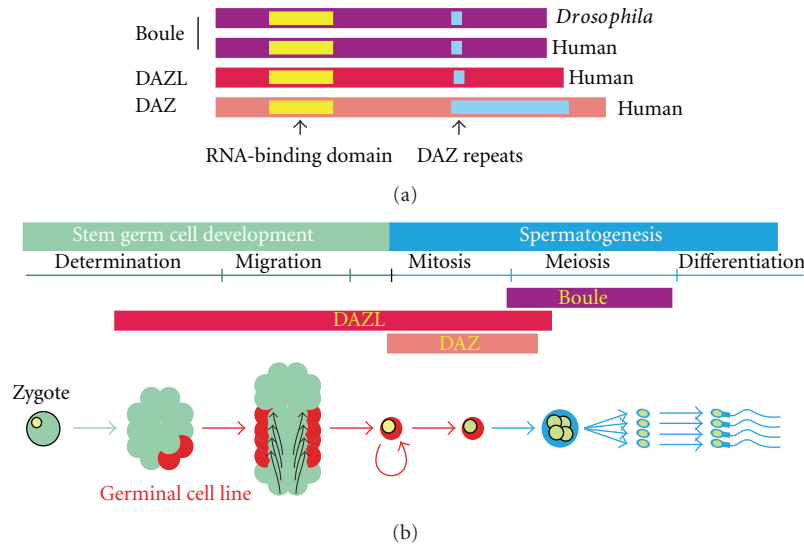 Drosophila
Boule
Human
DAZL
Human
DAZ
Human
RNA-binding domain
DAZ repeats
(a)
Stem germ cell development
Spermatogenesis
Determination
Migration
Mitosis
Meiosis
Differentiation
Boule
DAZL
DAZ
Zygote
Germinal cell line
(b)